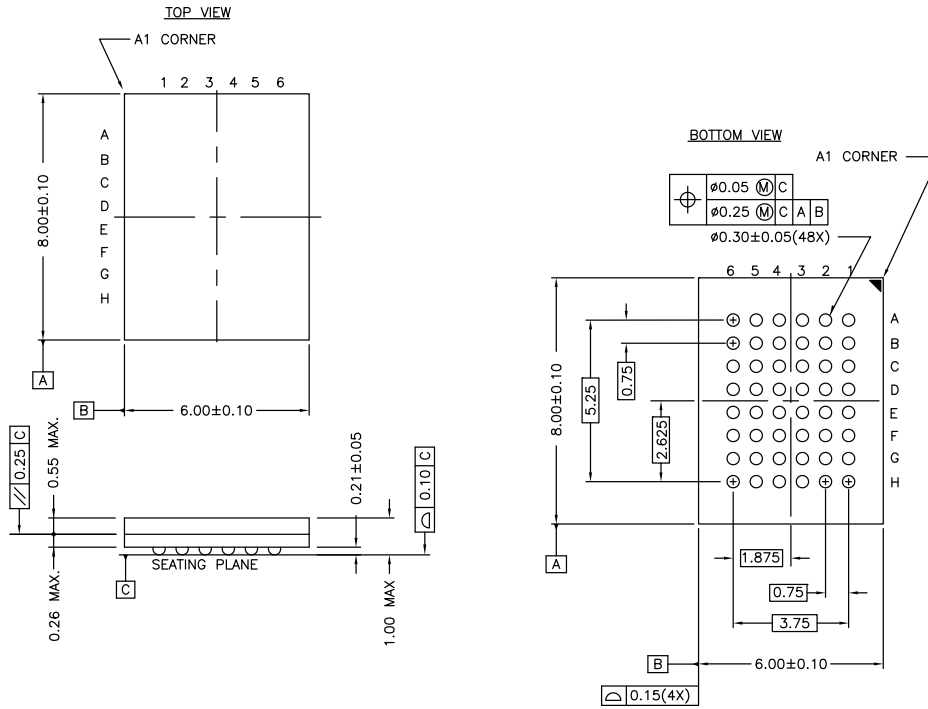 TOP VIEW
A1 CORNER
1 2 3 4 5 6
A
B
C
D
E
F
G
H
8.00±0.10
A
B
6.00±0.10
// 0.25 C
0.55 MAX.
0.26 MAX.
0.21±0.05
0.10 C
1.00 MAX
SEATING PLANE
C
BOTTOM VIEW
A1 CORNER
⌀0.05 Ⓜ C
⌀0.25 Ⓜ C A B
⌀0.30±0.05(48X)
6 5 4 3 2 1
A
B
C
D
E
F
G
H
8.00±0.10
5.25
0.75
2.625
A
1.875
0.75
3.75
B
6.00±0.10
0.15(4X)